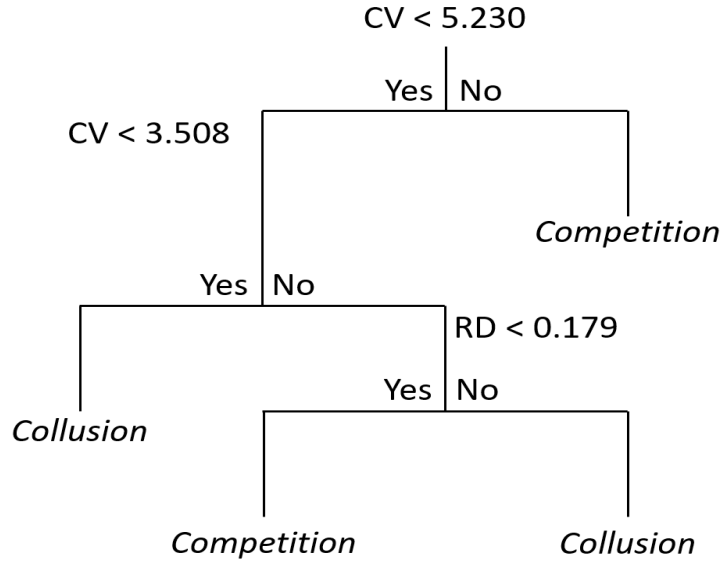 CV < 5.230
Yes No
CV < 3.508
Competition
Yes No
RD < 0.179
Yes No
Collusion
Competition
Collusion